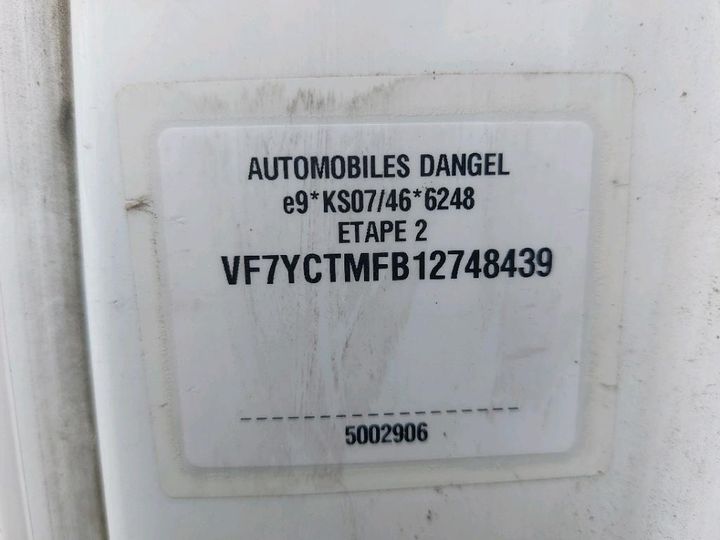 AUTOMOBILES DANGEL
e9*KS07/46*6248
ETAPE 2
VF7YCTMFB12748439
5002906